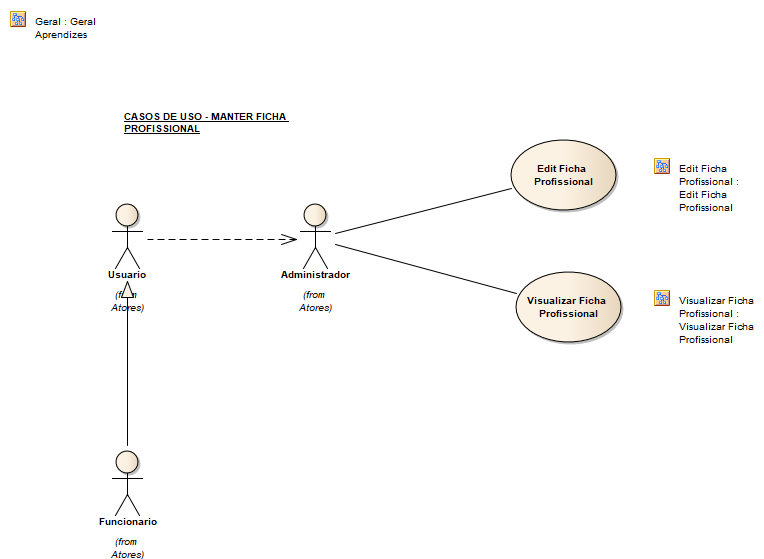 Geral : Geral
Aprendizes
CASOS DE USO - MANTER FICHA
PROFISSIONAL
Edit Ficha
Profissional
Edit Ficha
Profissional :
Edit Ficha
Profissional
Usuario
(from
Atores)
Administrador
(from
Atores)
Visualizar Ficha
Profissional
Visualizar Ficha
Profissional :
Visualizar Ficha
Profissional
Funcionario
(from
Atores)